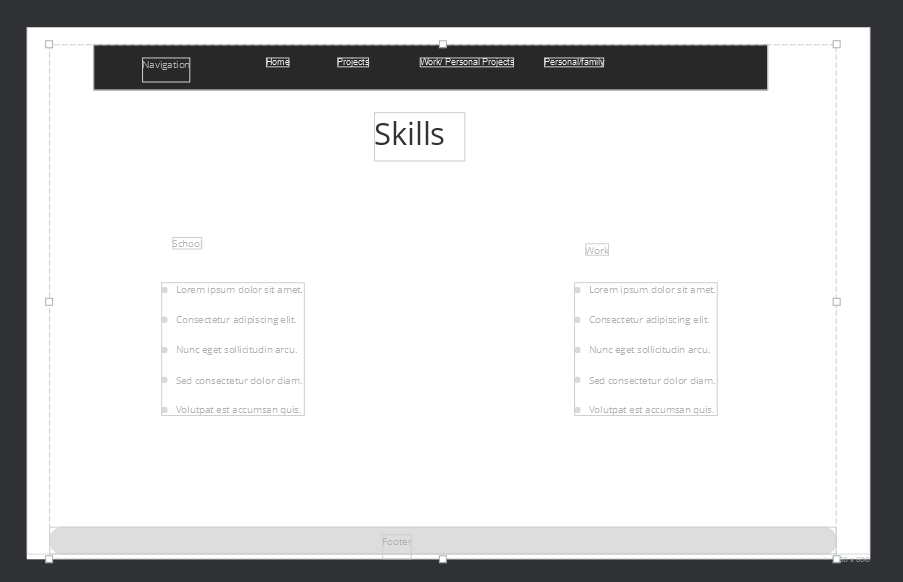 Navigation Home Projects Work/ Personal Projects Personal/family
Skills
School
Lorem ipsum dolor sit amet.
Consectetur adipiscing elit.
Nunc eget sollicitudin arcu.
Sed consectetur dolor diam.
Volutpat est accumsan quis.
Work
Lorem ipsum dolor sit amet.
Consectetur adipiscing elit.
Nunc eget sollicitudin arcu.
Sed consectetur dolor diam.
Volutpat est accumsan quis.
Footer